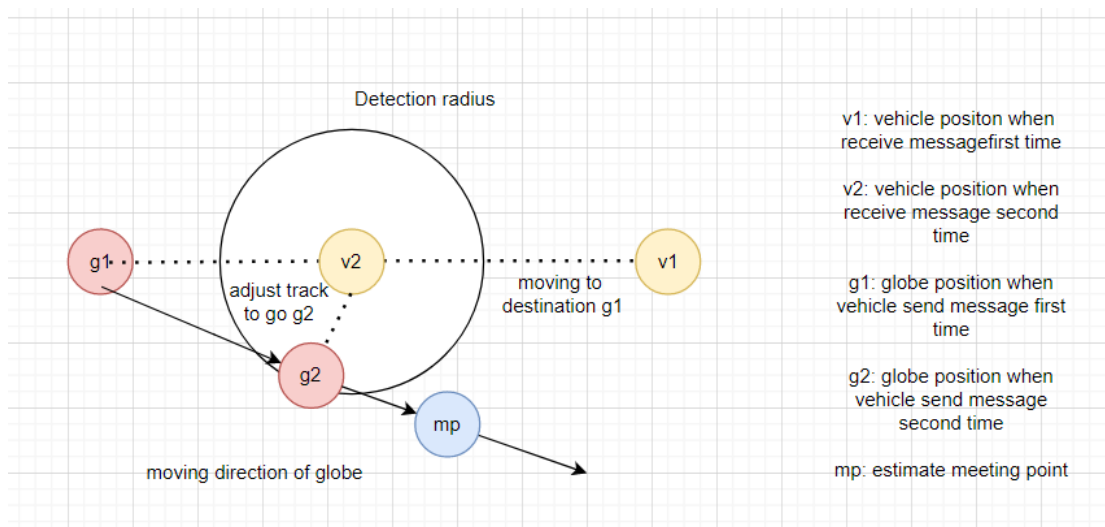 Detection radius
g1
v2
v1
adjust track
to go g2
moving to
destination g1
g2
mp
moving direction of globe
v1: vehicle positon when
receive messagefirst time
v2: vehicle position when
receive message second
time
g1: globe position when
vehicle send message first
time
g2: globe position when
vehicle send message
second time
mp: estimate meeting point